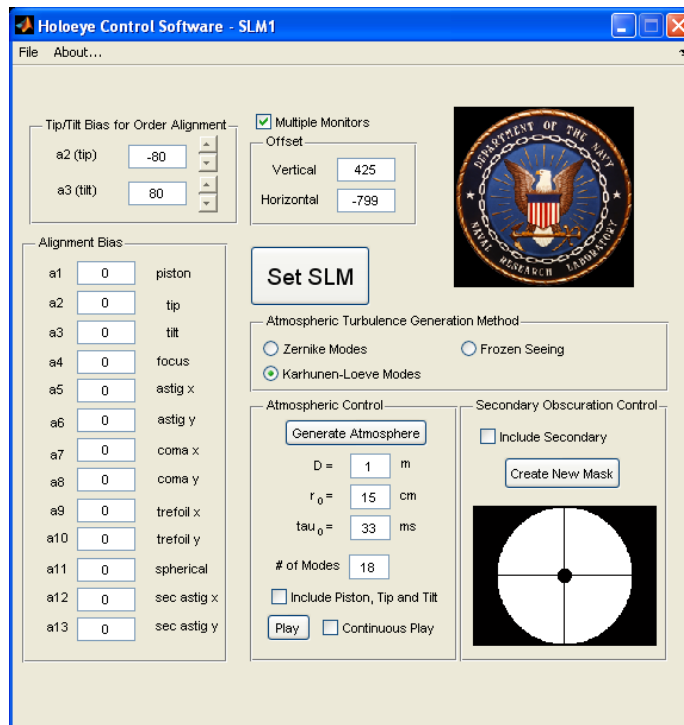 Holoeye Control Software - SLM1
File About...
Tip/Tilt Bias for Order Alignment
a2 (tip) -80
a3 (tilt) 80
Multiple Monitors
Offset
Vertical 425
Horizontal -799
DEPARTMENT OF THE NAVY
NAVAL RESEARCH LABORATORY
Alignment Bias
a1 0 piston
a2 0 tip
a3 0 tilt
a4 0 focus
a5 0 astig x
a6 0 astig y
a7 0 coma x
a8 0 coma y
a9 0 trefoil x
a10 0 trefoil y
a11 0 spherical
a12 0 sec astig x
a13 0 sec astig y
Set SLM
Atmospheric Turbulence Generation Method
Zernike Modes Frozen Seeing
Karhunen-Loeve Modes
Atmospheric Control
Generate Atmosphere
D = 1 m
r0 = 15 cm
tau0 = 33 ms
# of Modes 18
Include Piston, Tip and Tilt
Play Continuous Play
Secondary Obscuration Control
Include Secondary
Create New Mask